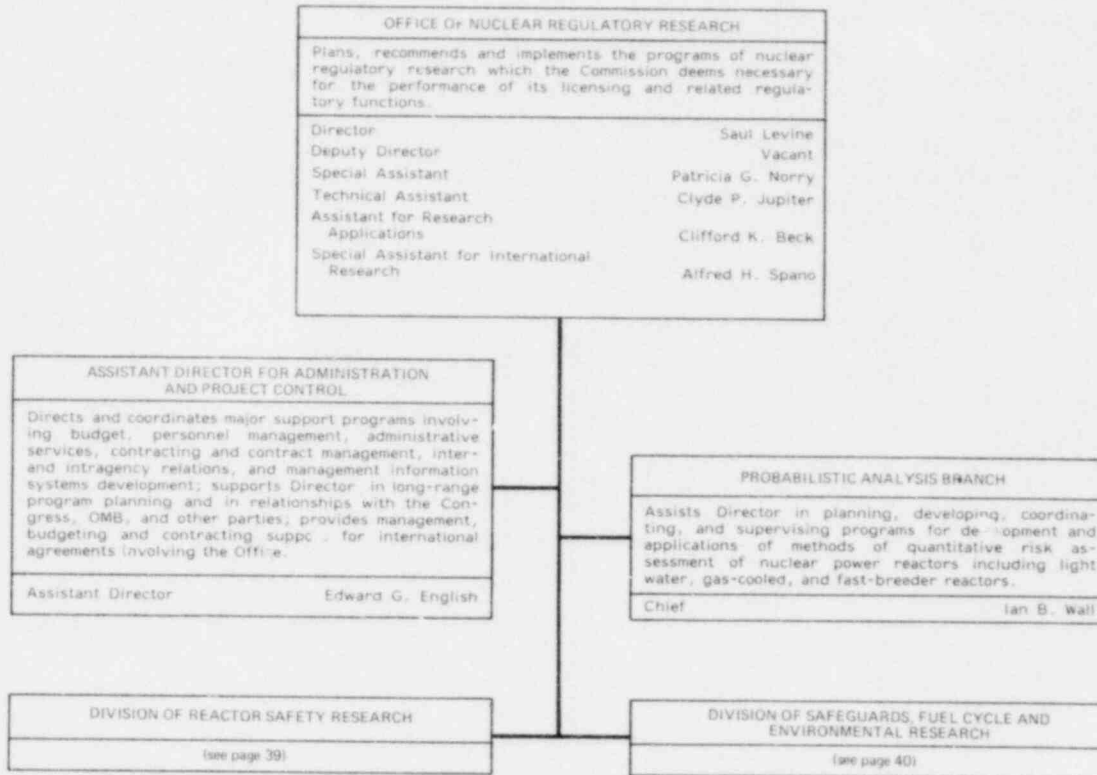 OFFICE OF NUCLEAR REGULATORY RESEARCH
Plans, recommends and implements the programs of nuclear
regulatory research which the Commission deems necessary
for the performance of its licensing and related regula-
tory functions.
Director Saul Levine
Deputy Director Vacant
Special Assistant Patricia G. Norry
Technical Assistant Clyde P. Jupiter
Assistant for Research
Applications Clifford K. Beck
Special Assistant for International
Research Alfred H. Spano
ASSISTANT DIRECTOR FOR ADMINISTRATION
AND PROJECT CONTROL
Directs and coordinates major support programs involv-
ing budget, personnel management, administrative
services, contracting and contract management, inter-
and intragency relations, and management information
systems development; supports Director in long-range
program planning and in relationships with the Con-
gress, OMB, and other parties; provides management,
budgeting and contracting for international
agreements involving the Office.
Assistant Director Edward G. English
PROBABILISTIC ANALYSIS BRANCH
Assists Director in planning, developing, coordina-
ting, and supervising programs for and
applications of methods of quantitative risk as-
sessment of nuclear power reactors including light
water, gas-cooled, and fast-breeder reactors.
Chief Ian B. Wall
DIVISION OF REACTOR SAFETY RESEARCH
(see page 39)
DIVISION OF SAFEGUARDS, FUEL CYCLE AND
ENVIRONMENTAL RESEARCH
(see page 40)